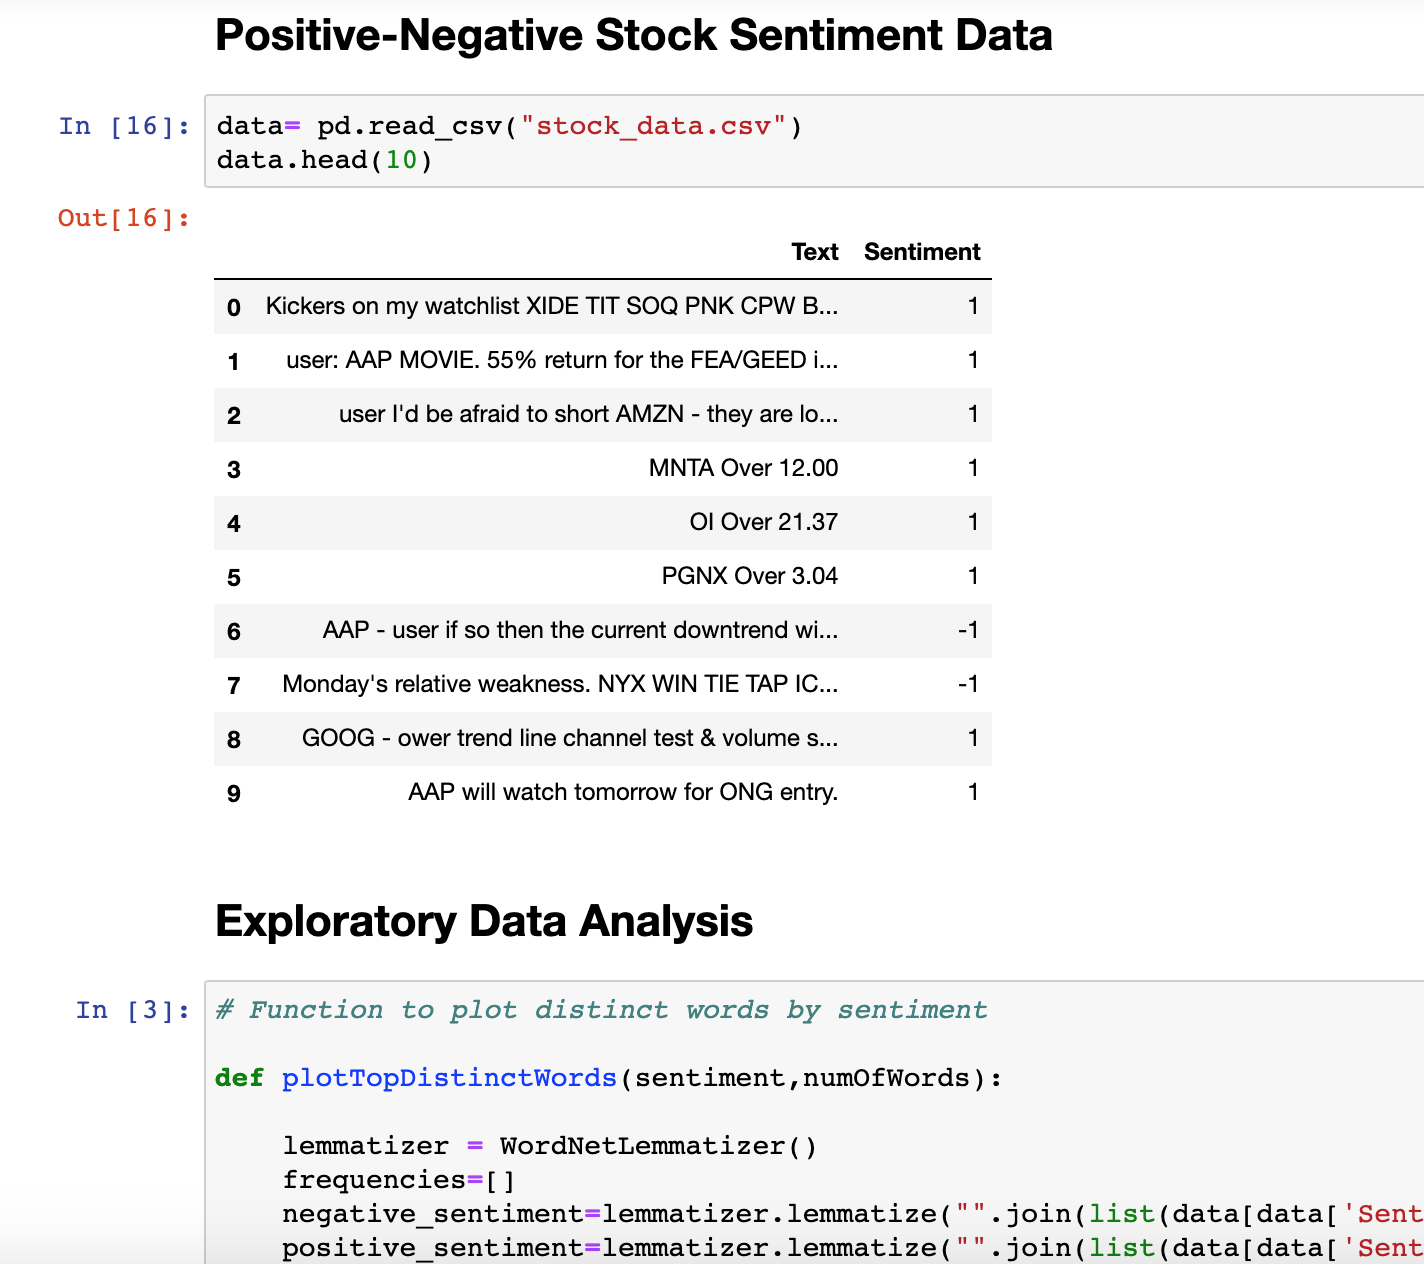 Positive-Negative Stock Sentiment Data
In [16]: data= pd.read_csv("stock_data.csv")
data.head(10)
Out[16]:
Text Sentiment
0 Kickers on my watchlist XIDE TIT SOQ PNK CPW B... 1
1 user: AAP MOVIE. 55% return for the FEA/GEED i... 1
2 user I'd be afraid to short AMZN - they are lo... 1
3 MNTA Over 12.00 1
4 OI Over 21.37 1
5 PGNX Over 3.04 1
6 AAP - user if so then the current downtrend wi... -1
7 Monday's relative weakness. NYX WIN TIE TAP IC... -1
8 GOOG - ower trend line channel test & volume s... 1
9 AAP will watch tomorrow for ONG entry. 1
Exploratory Data Analysis
In [3]: # Function to plot distinct words by sentiment
def plotTopDistinctWords(sentiment,numOfWords):
lemmatizer = WordNetLemmatizer()
frequencies=[]
negative_sentiment=lemmatizer.lemmatize("".join(list(data[data['Sent
positive_sentiment=lemmatizer.lemmatize("".join(list(data[data['Sent